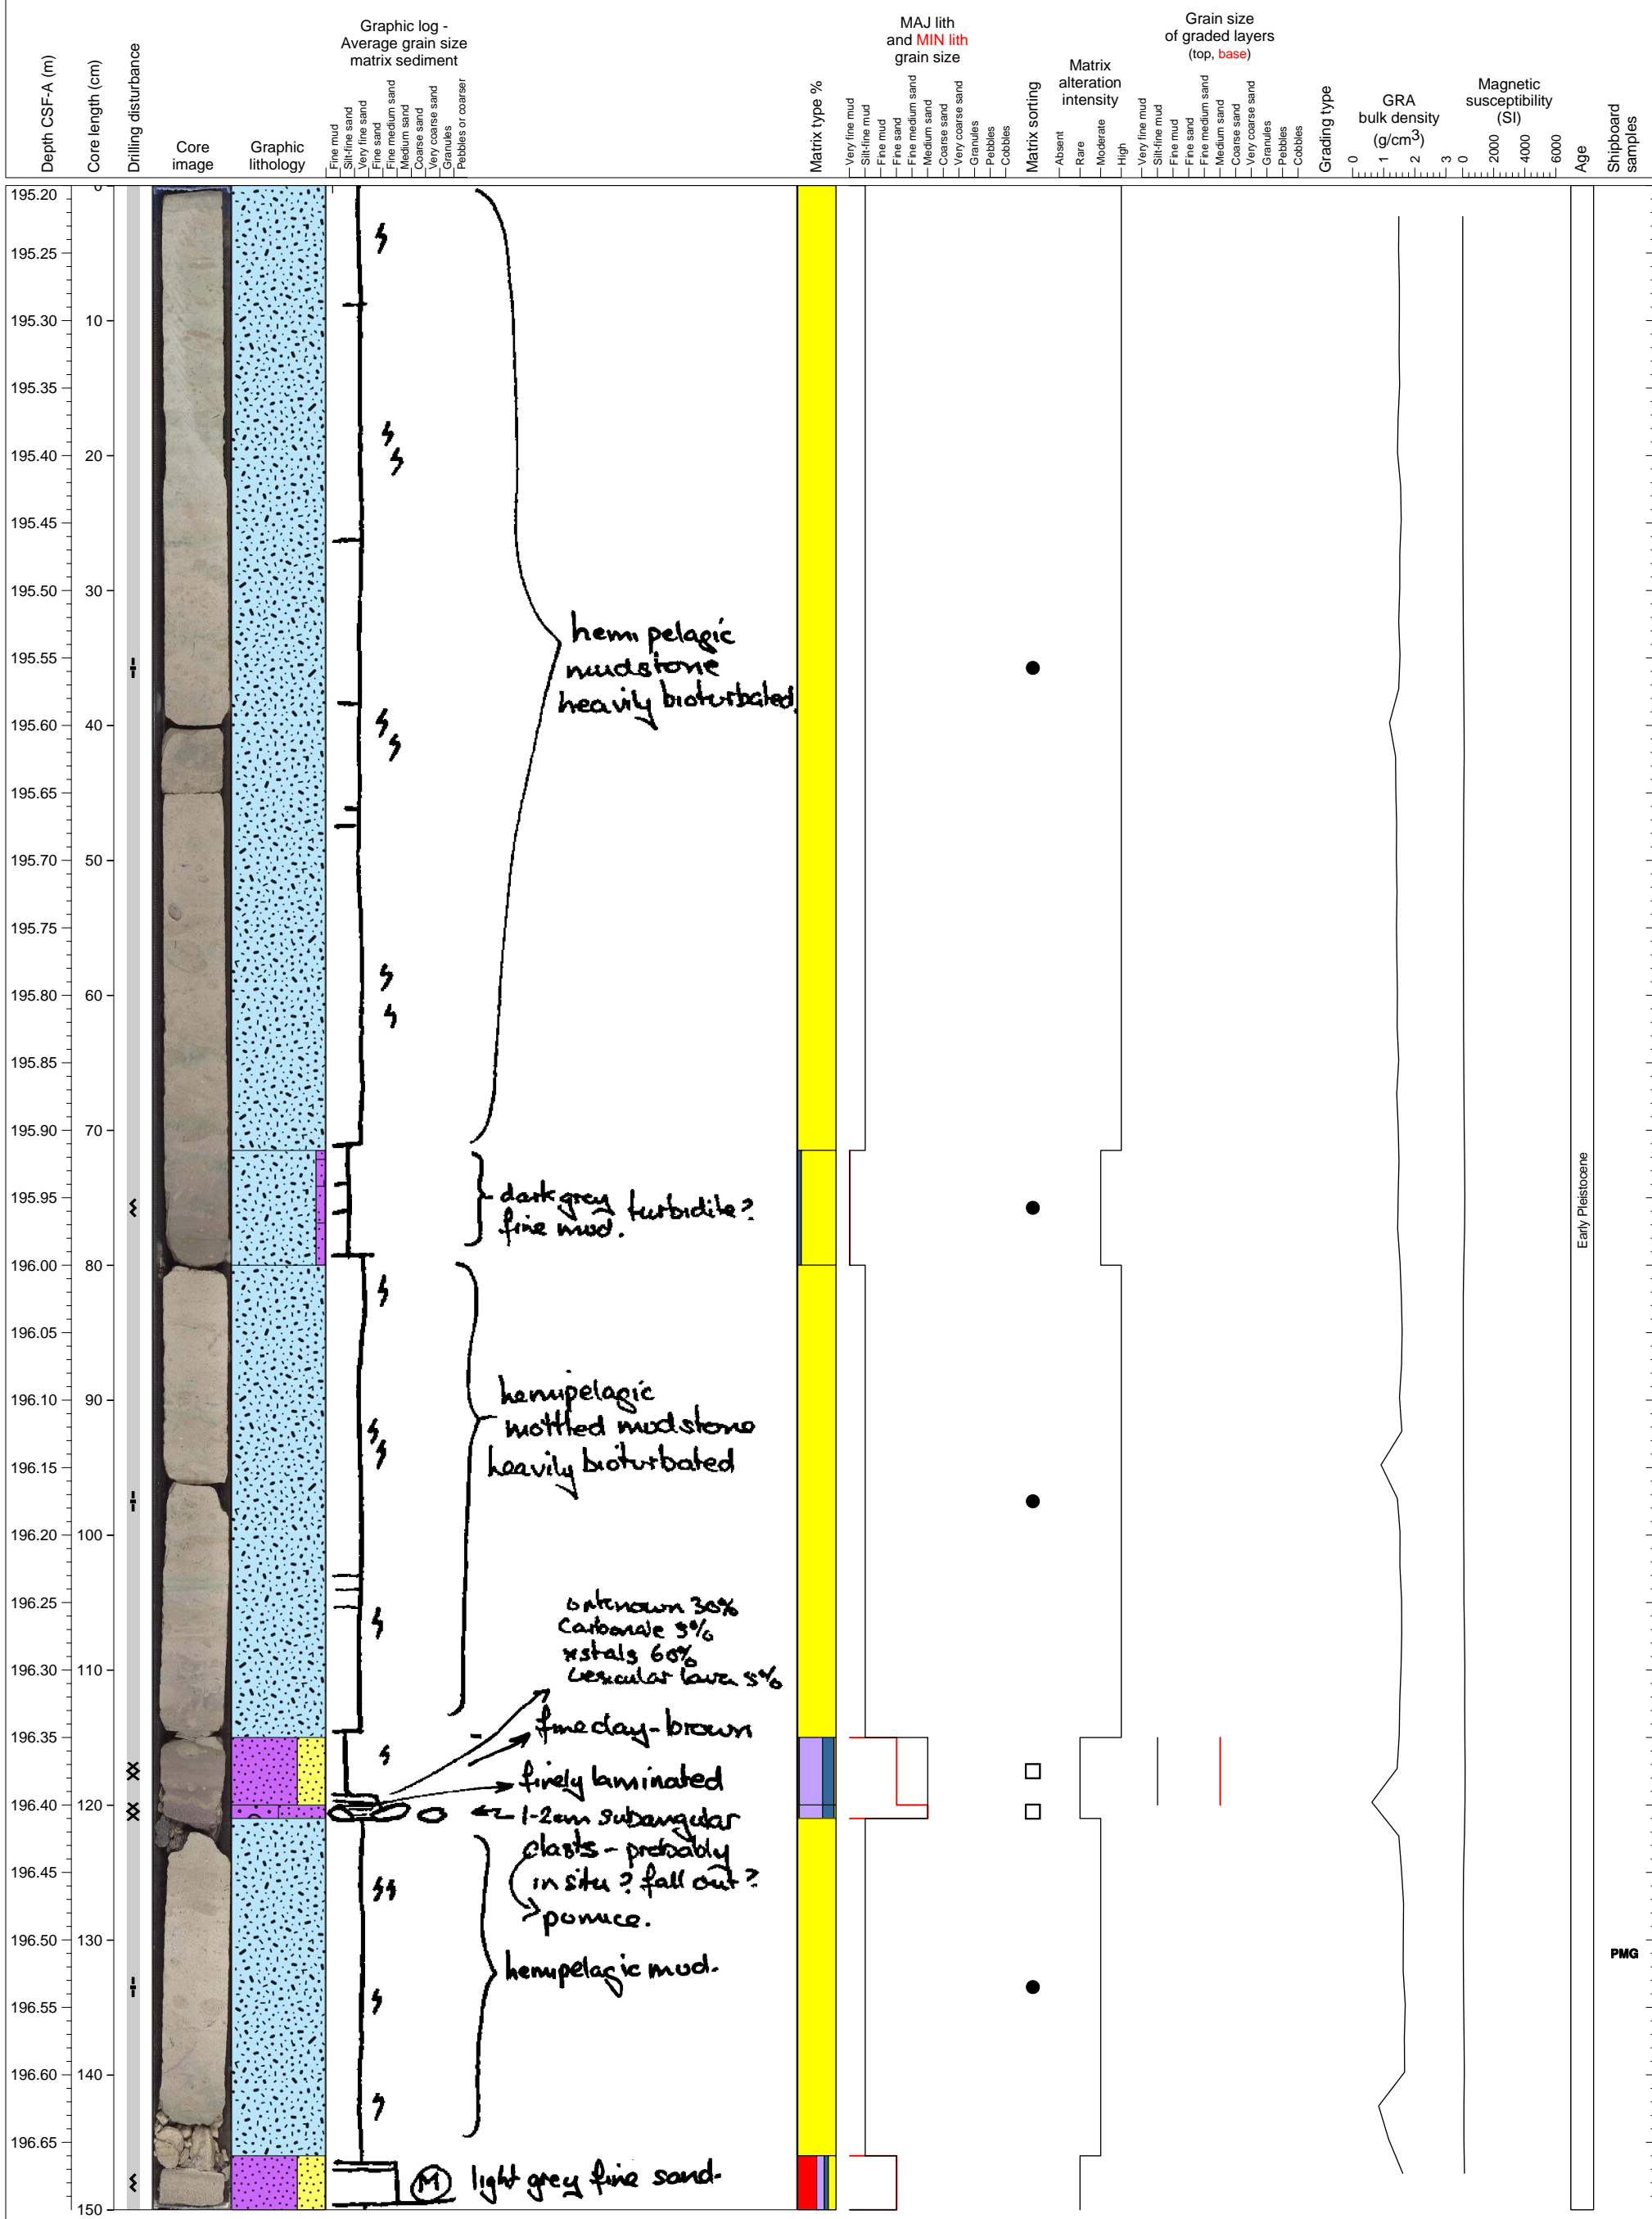 Depth CSF-A (m)
Core length (cm)
Drilling disturbance
Core
image
Graphic
lithology
Graphic log -
Average grain size
matrix sediment
Fine mud
Silt-fine sand
Very fine sand
Fine sand
Fine medium sand
Medium sand
Coarse sand
Very coarse sand
Granules
Pebbles or coarser
Matrix type %
MAJ lith
and MIN lith
grain size
Very fine mud
Silt-fine mud
Fine mud
Fine sand
Fine medium sand
Medium sand
Coarse sand
Very coarse sand
Granules
Pebbles
Cobbles
Matrix sorting
Matrix
alteration
intensity
Absent
Rare
Moderate
High
Grain size
of graded layers
(top, base)
Very fine mud
Silt-fine mud
Fine mud
Fine sand
Fine medium sand
Medium sand
Coarse sand
Very coarse sand
Granules
Pebbles
Cobbles
Grading type
GRA
bulk density
(g/cm3)
0 1 2 3
Magnetic
susceptibility
(SI)
0 2000 4000 6000
Age
Shipboard
samples
195.20 0
195.25
195.30 10
195.35
195.40 20
195.45
195.50 30
hemipelagic
195.55 mudstone
heavily bioturbated.
195.60 40
195.65
195.70 50
195.75
195.80 60
195.85
195.90 70
195.95 dark grey turbidite?
fine mud.
Early Pleistocene
196.00 80
196.05
196.10 90
hemipelagic
mottled mudstone
196.15 heavily bioturbated
196.20 100
196.25 unknown 30%
Carbonate 5%
xstals 60%
196.30 110 vesicular lava 5%
196.35 fine clay-brown
finely laminated
196.40 120 1-2cm subangular
clasts - probably
196.45 in situ? fall out?
pumice.
196.50 130 PMG
hemipelagic mud.
196.55
196.60 140
196.65
M light grey fine sand.
150